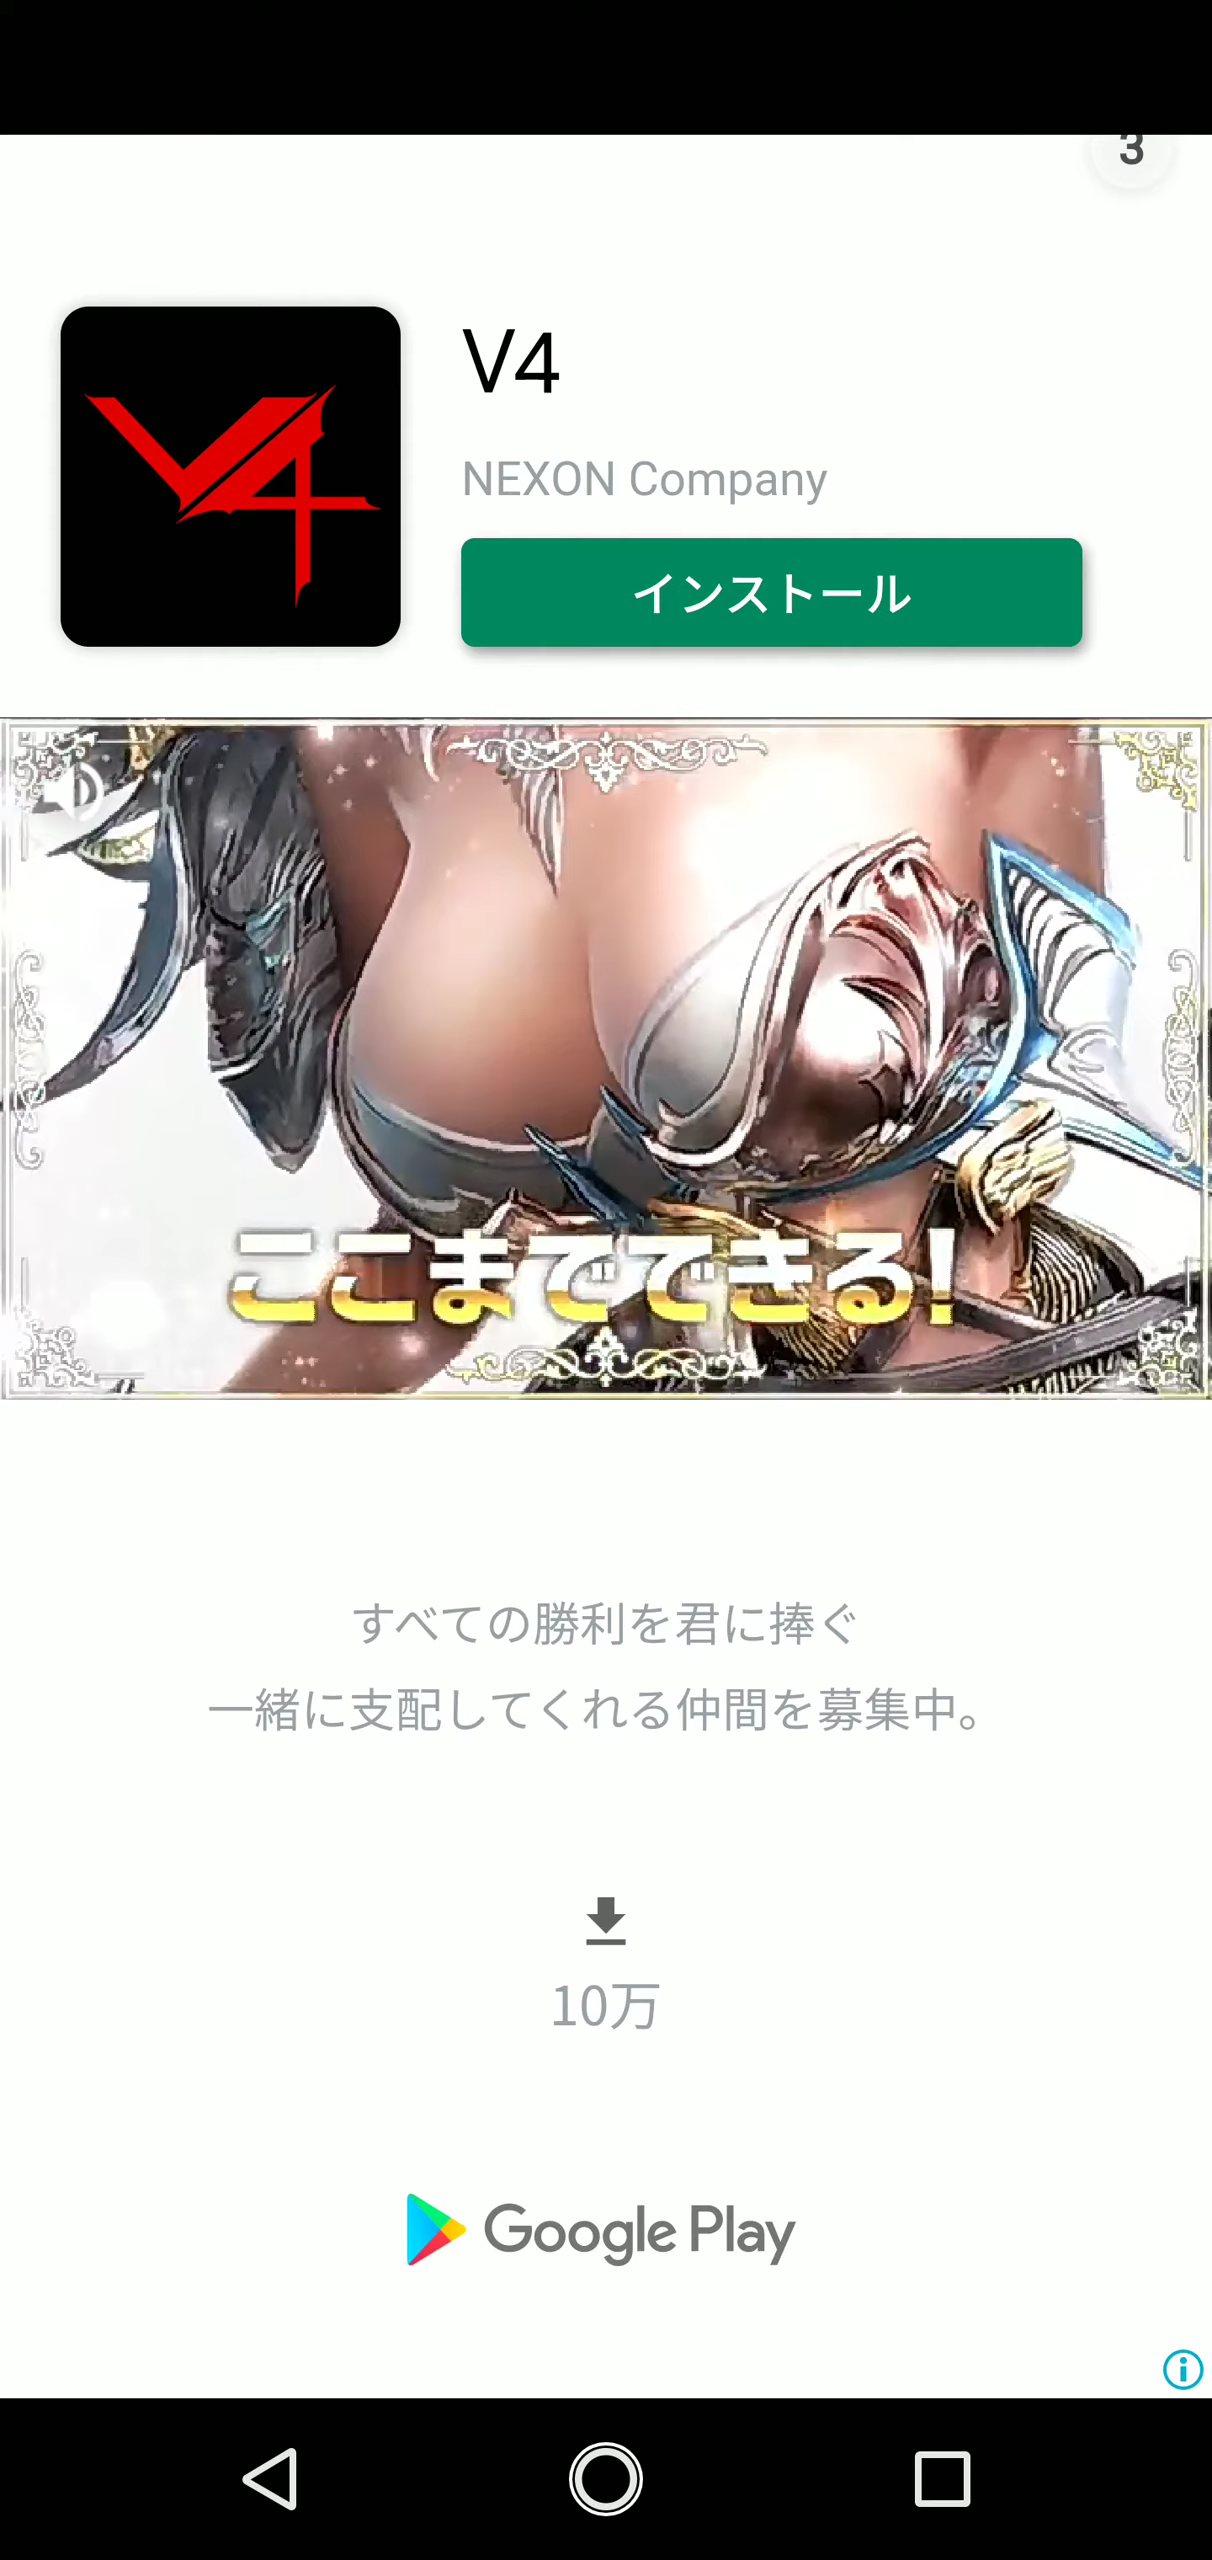 3
V4
V4
NEXON Company
インストール
ここまでできる!
すべての勝利を君に捧ぐ
一緒に支配してくれる仲間を募集中。
10万
Google Play